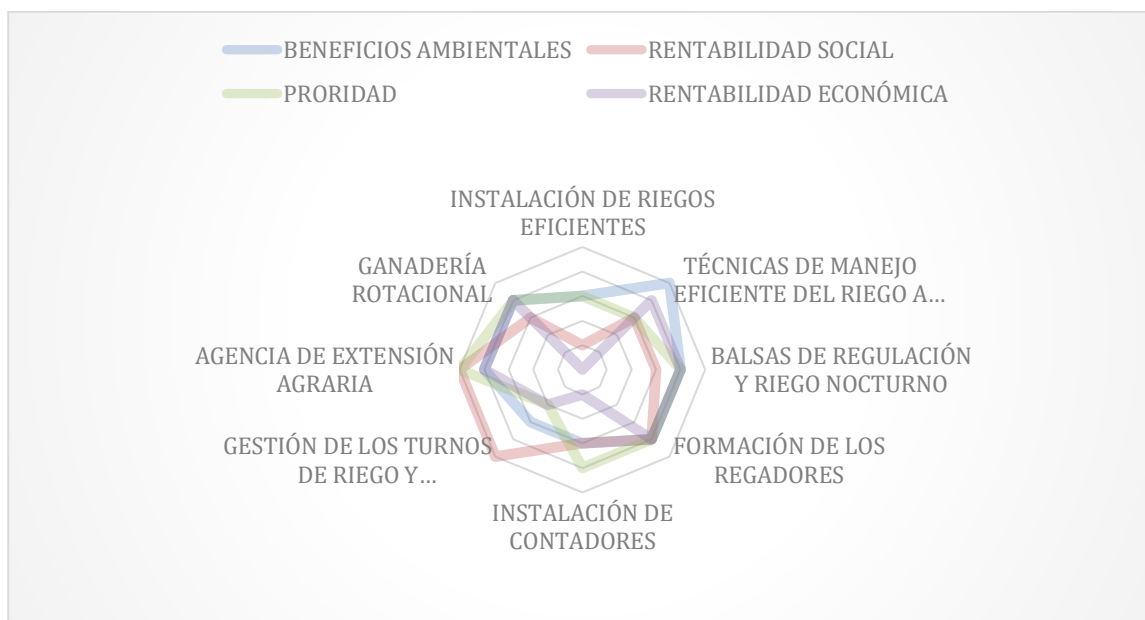 BENEFICIOS AMBIENTALES
RENTABILIDAD SOCIAL
PRORIDAD
RENTABILIDAD ECONÓMICA
INSTALACIÓN DE RIEGOS
EFICIENTES
TÉCNICAS DE MANEJO
EFICIENTE DEL RIEGO A...
BALSAS DE REGULACIÓN
Y RIEGO NOCTURNO
FORMACIÓN DE LOS
REGADORES
INSTALACIÓN DE
CONTADORES
GESTIÓN DE LOS TURNOS
DE RIEGO Y...
AGENCIA DE EXTENSIÓN
AGRARIA
GANADERÍA
ROTACIONAL